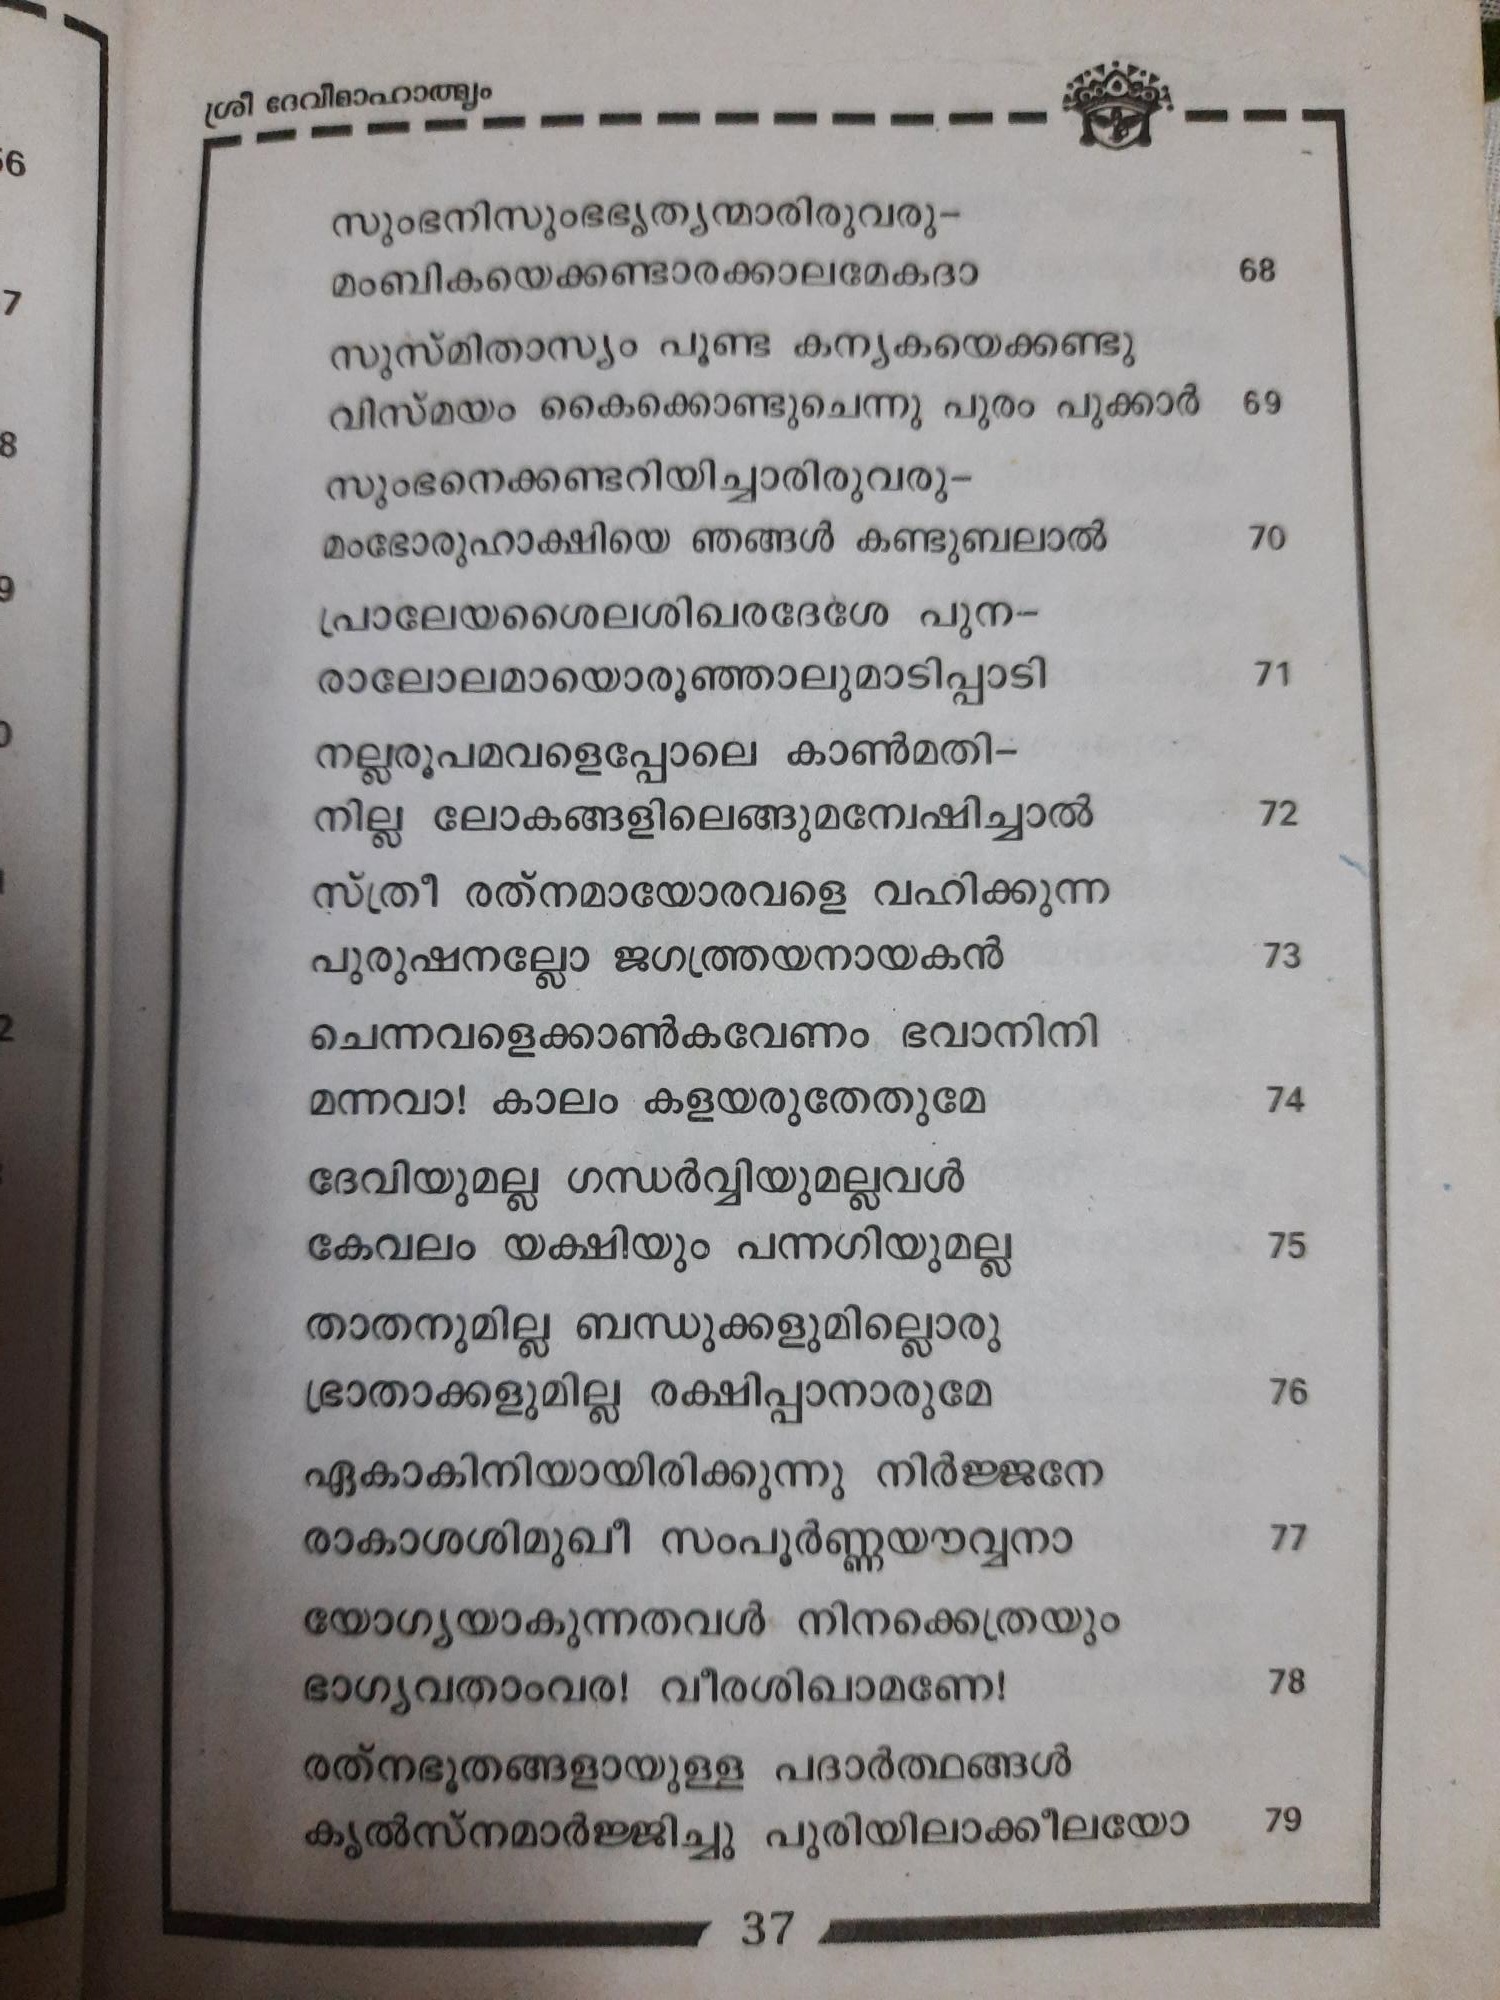 ശ്രീ ദേവീമാഹാത്മ്യം
സുംഭനിസുംഭഭൃത്യന്മാരിരുവരു-
മംബികയെക്കണ്ടാരക്കാലമേകദാ 68
സുസ്മിതാസ്യം പൂണ്ട കന്യകയെക്കണ്ടു
വിസ്മയം കൈക്കൊണ്ടുചെന്നു പുരം പുക്കാർ 69
സുംഭനെക്കണ്ടറിയിച്ചാരിരുവരു-
മംഭോരുഹാക്ഷിയെ ഞങ്ങൾ കണ്ടുബലാൽ 70
പ്രാലേയശൈലശിഖരദേശേ പുന-
രാലോലമായൊരൂഞ്ഞാലുമാടിപ്പാടി 71
നല്ലരൂപമവളെപ്പോലെ കാൺമതി-
നില്ല ലോകങ്ങളിലെങ്ങുമന്വേഷിച്ചാൽ 72
സ്ത്രീ രത്നമായോരവളെ വഹിക്കുന്ന
പുരുഷനല്ലോ ജഗത്ത്രയനായകൻ 73
ചെന്നവളെക്കാൺകവേണം ഭവാനിനി
മന്നവാ! കാലം കളയരുതേതുമേ 74
ദേവിയുമല്ല ഗന്ധർവ്വിയുമല്ലവൾ
കേവലം യക്ഷിയും പന്നഗിയുമല്ല 75
താതനുമില്ല ബന്ധുക്കളുമില്ലൊരു
ഭ്രാതാക്കളുമില്ല രക്ഷിപ്പാനാരുമേ 76
ഏകാകിനിയായിരിക്കുന്നു നിർജ്ജനേ
രാകാശശിമുഖീ സംപൂർണ്ണയൗവ്വനാ 77
യോഗ്യയാകുന്നതവൾ നിനക്കെത്രയും
ഭാഗ്യവതാംവര! വീരശിഖാമണേ! 78
രത്നഭൂതങ്ങളായുള്ള പദാർത്ഥങ്ങൾ
കൃൽസ്നമാർജ്ജിച്ചു പുരിയിലാക്കീലയോ 79
37